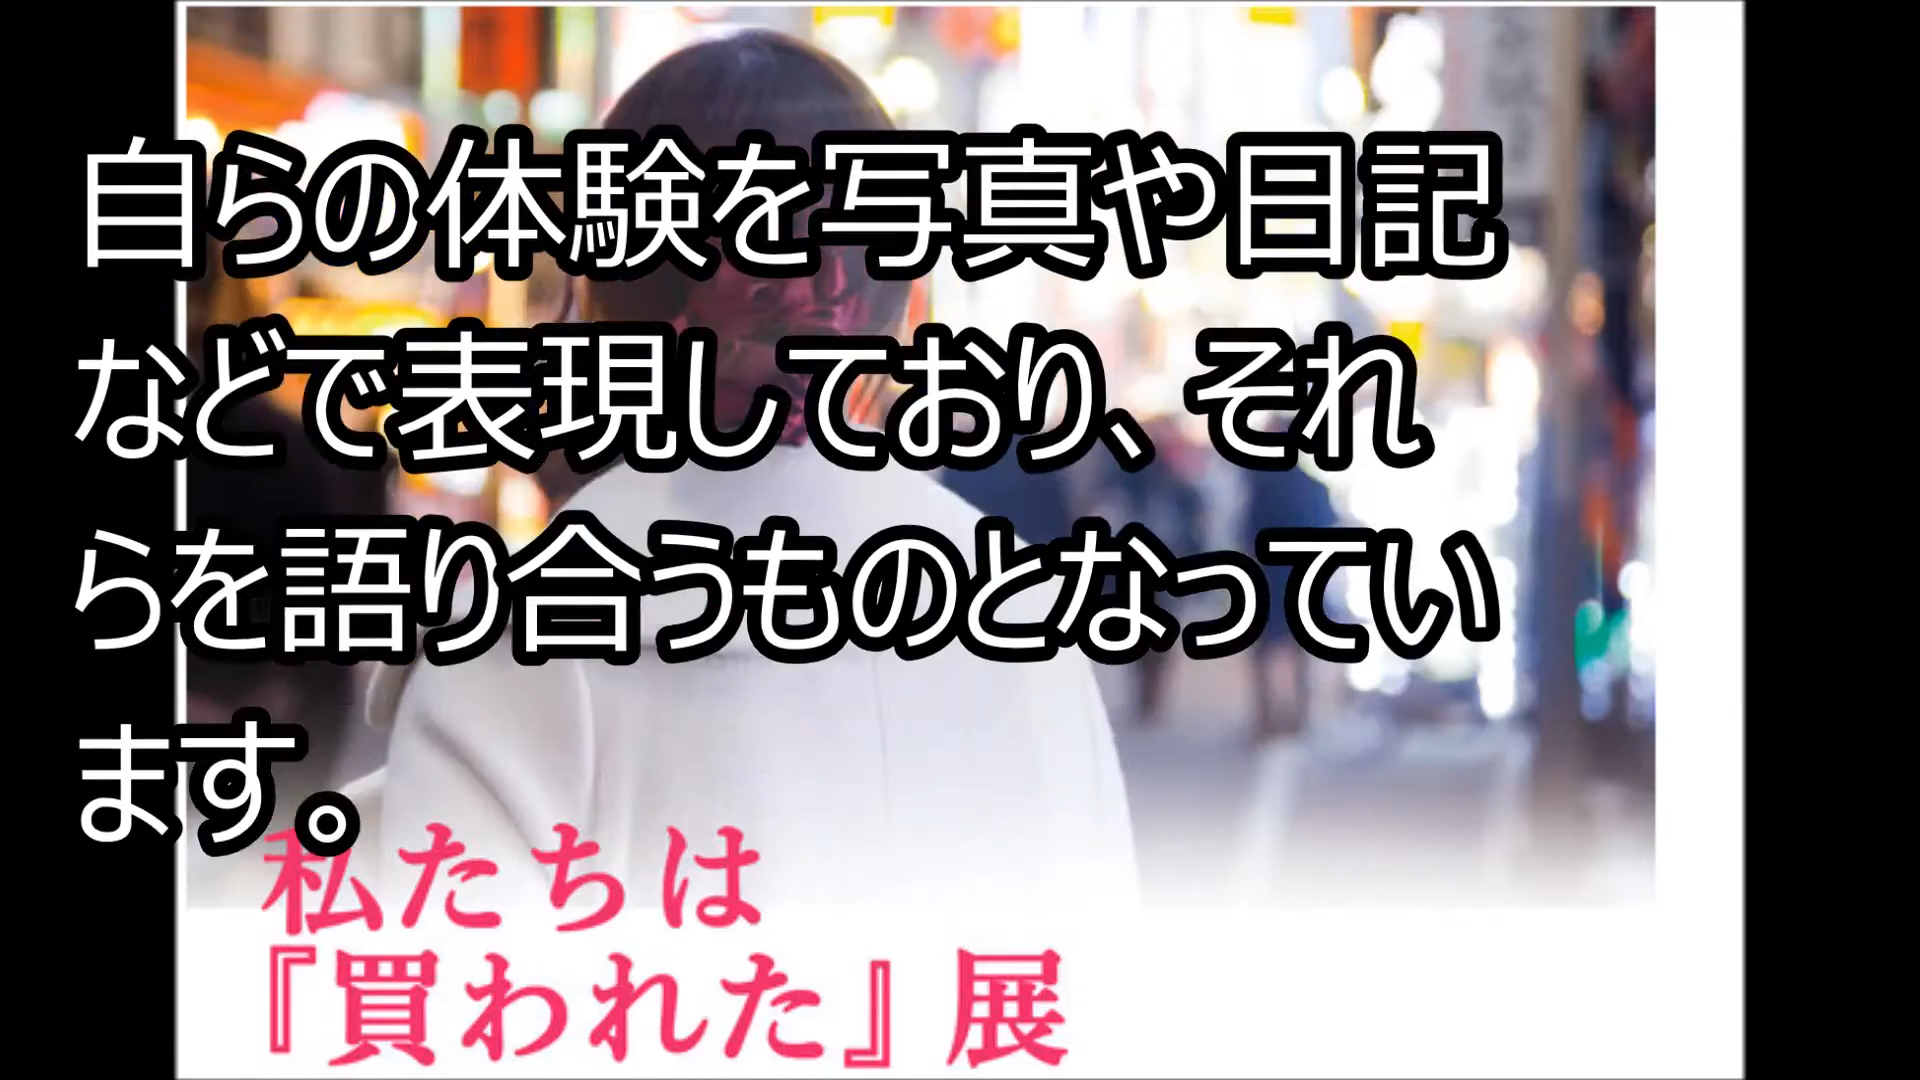 自らの体験を写真や日記
などで表現しており、それ
らを語り合うものとなってい
ます。
私たちは
『買われた』展